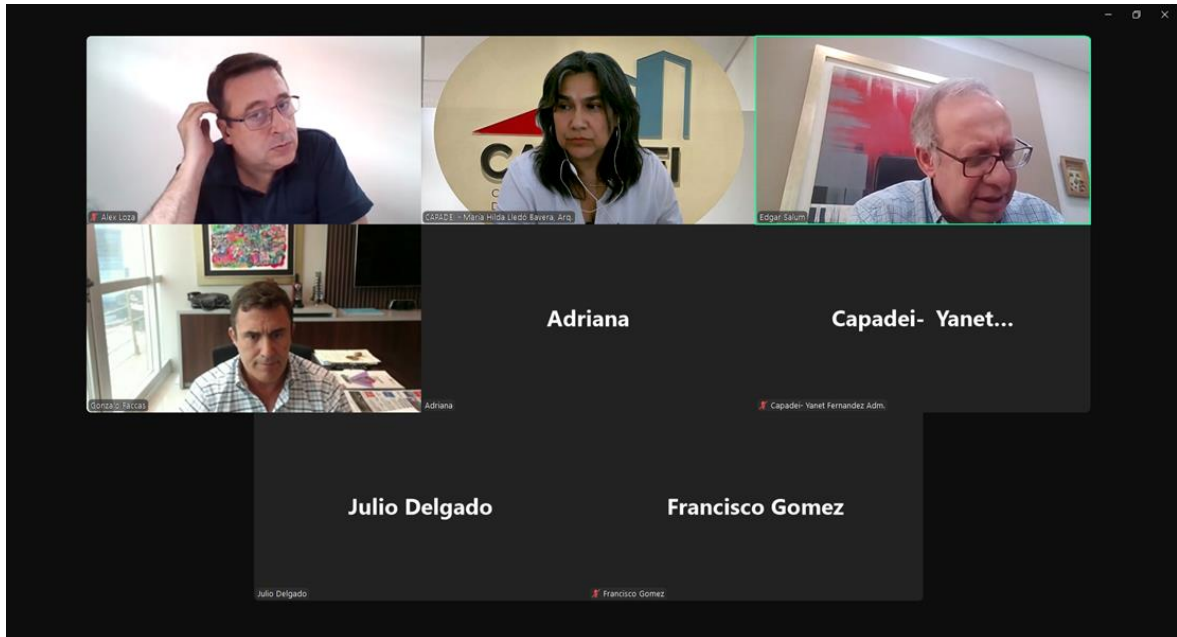 CAPADEI
Alex Loza
CAPADEI - María Hilda Lledó Bavera, Arq.
Edgar Salum
Gonzalo Faccas
Adriana
Adriana
Capadei- Yanet...
Capadei- Yanet Fernandez Adm.
Julio Delgado
Julio Delgado
Francisco Gomez
Francisco Gomez